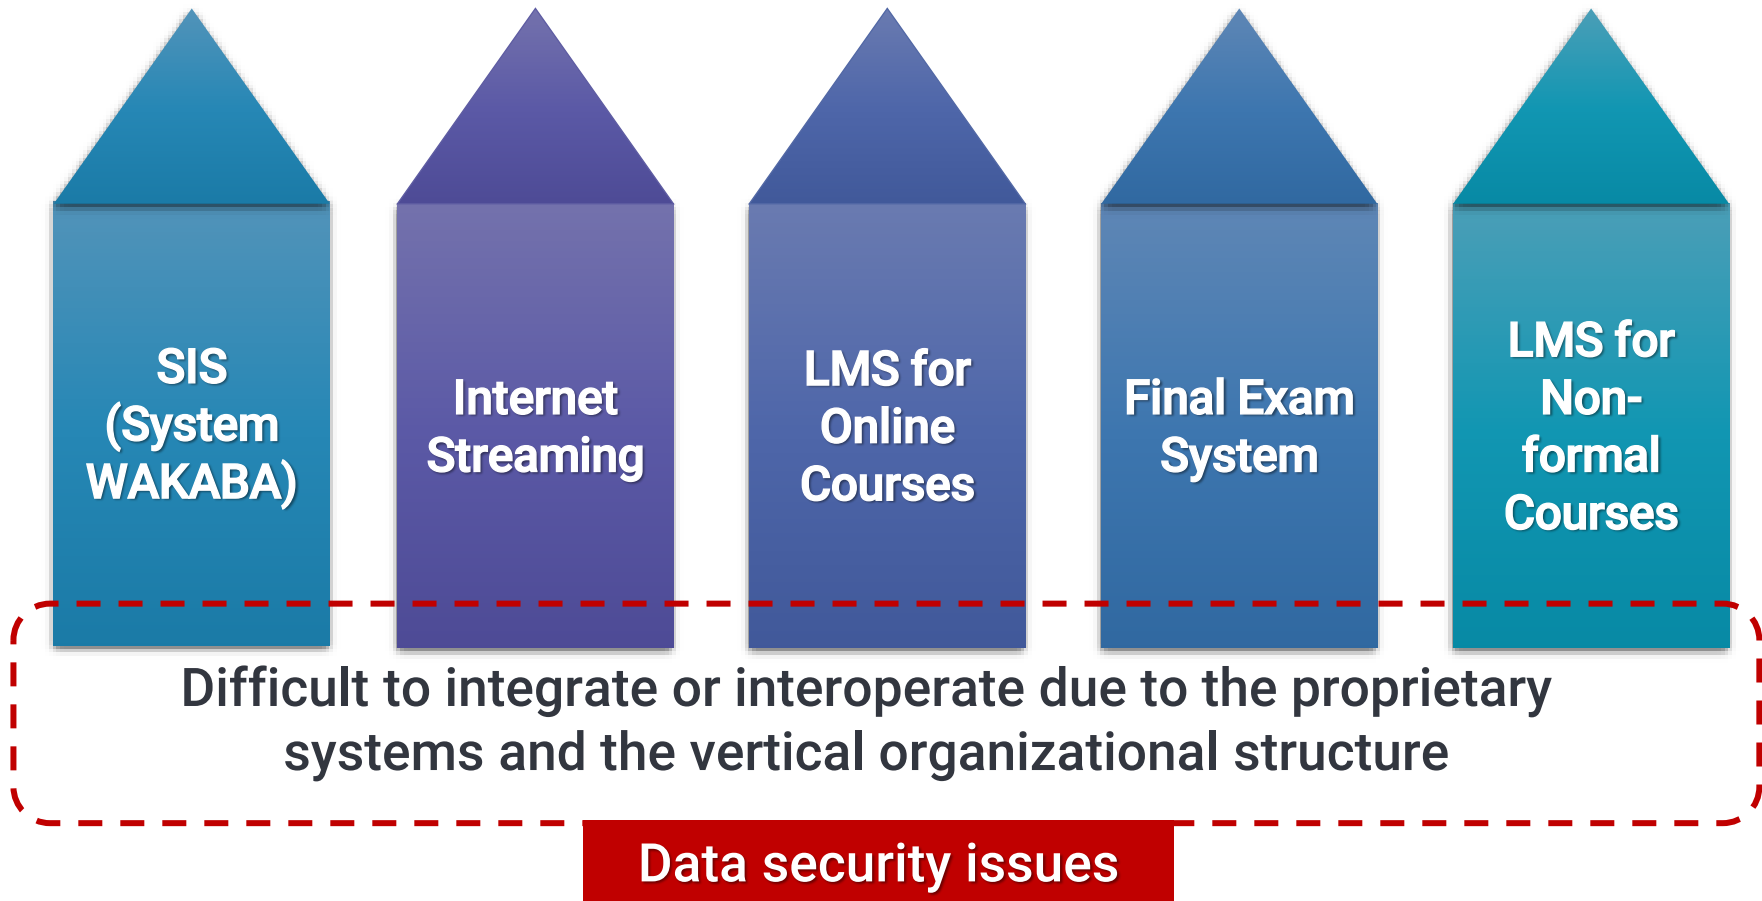 SIS
(System
WAKABA)
Internet
Streaming
LMS for
Online
Courses
Final Exam
System
LMS for
Non-
formal
Courses
Difficult to integrate or interoperate due to the proprietary
systems and the vertical organizational structure
Data security issues